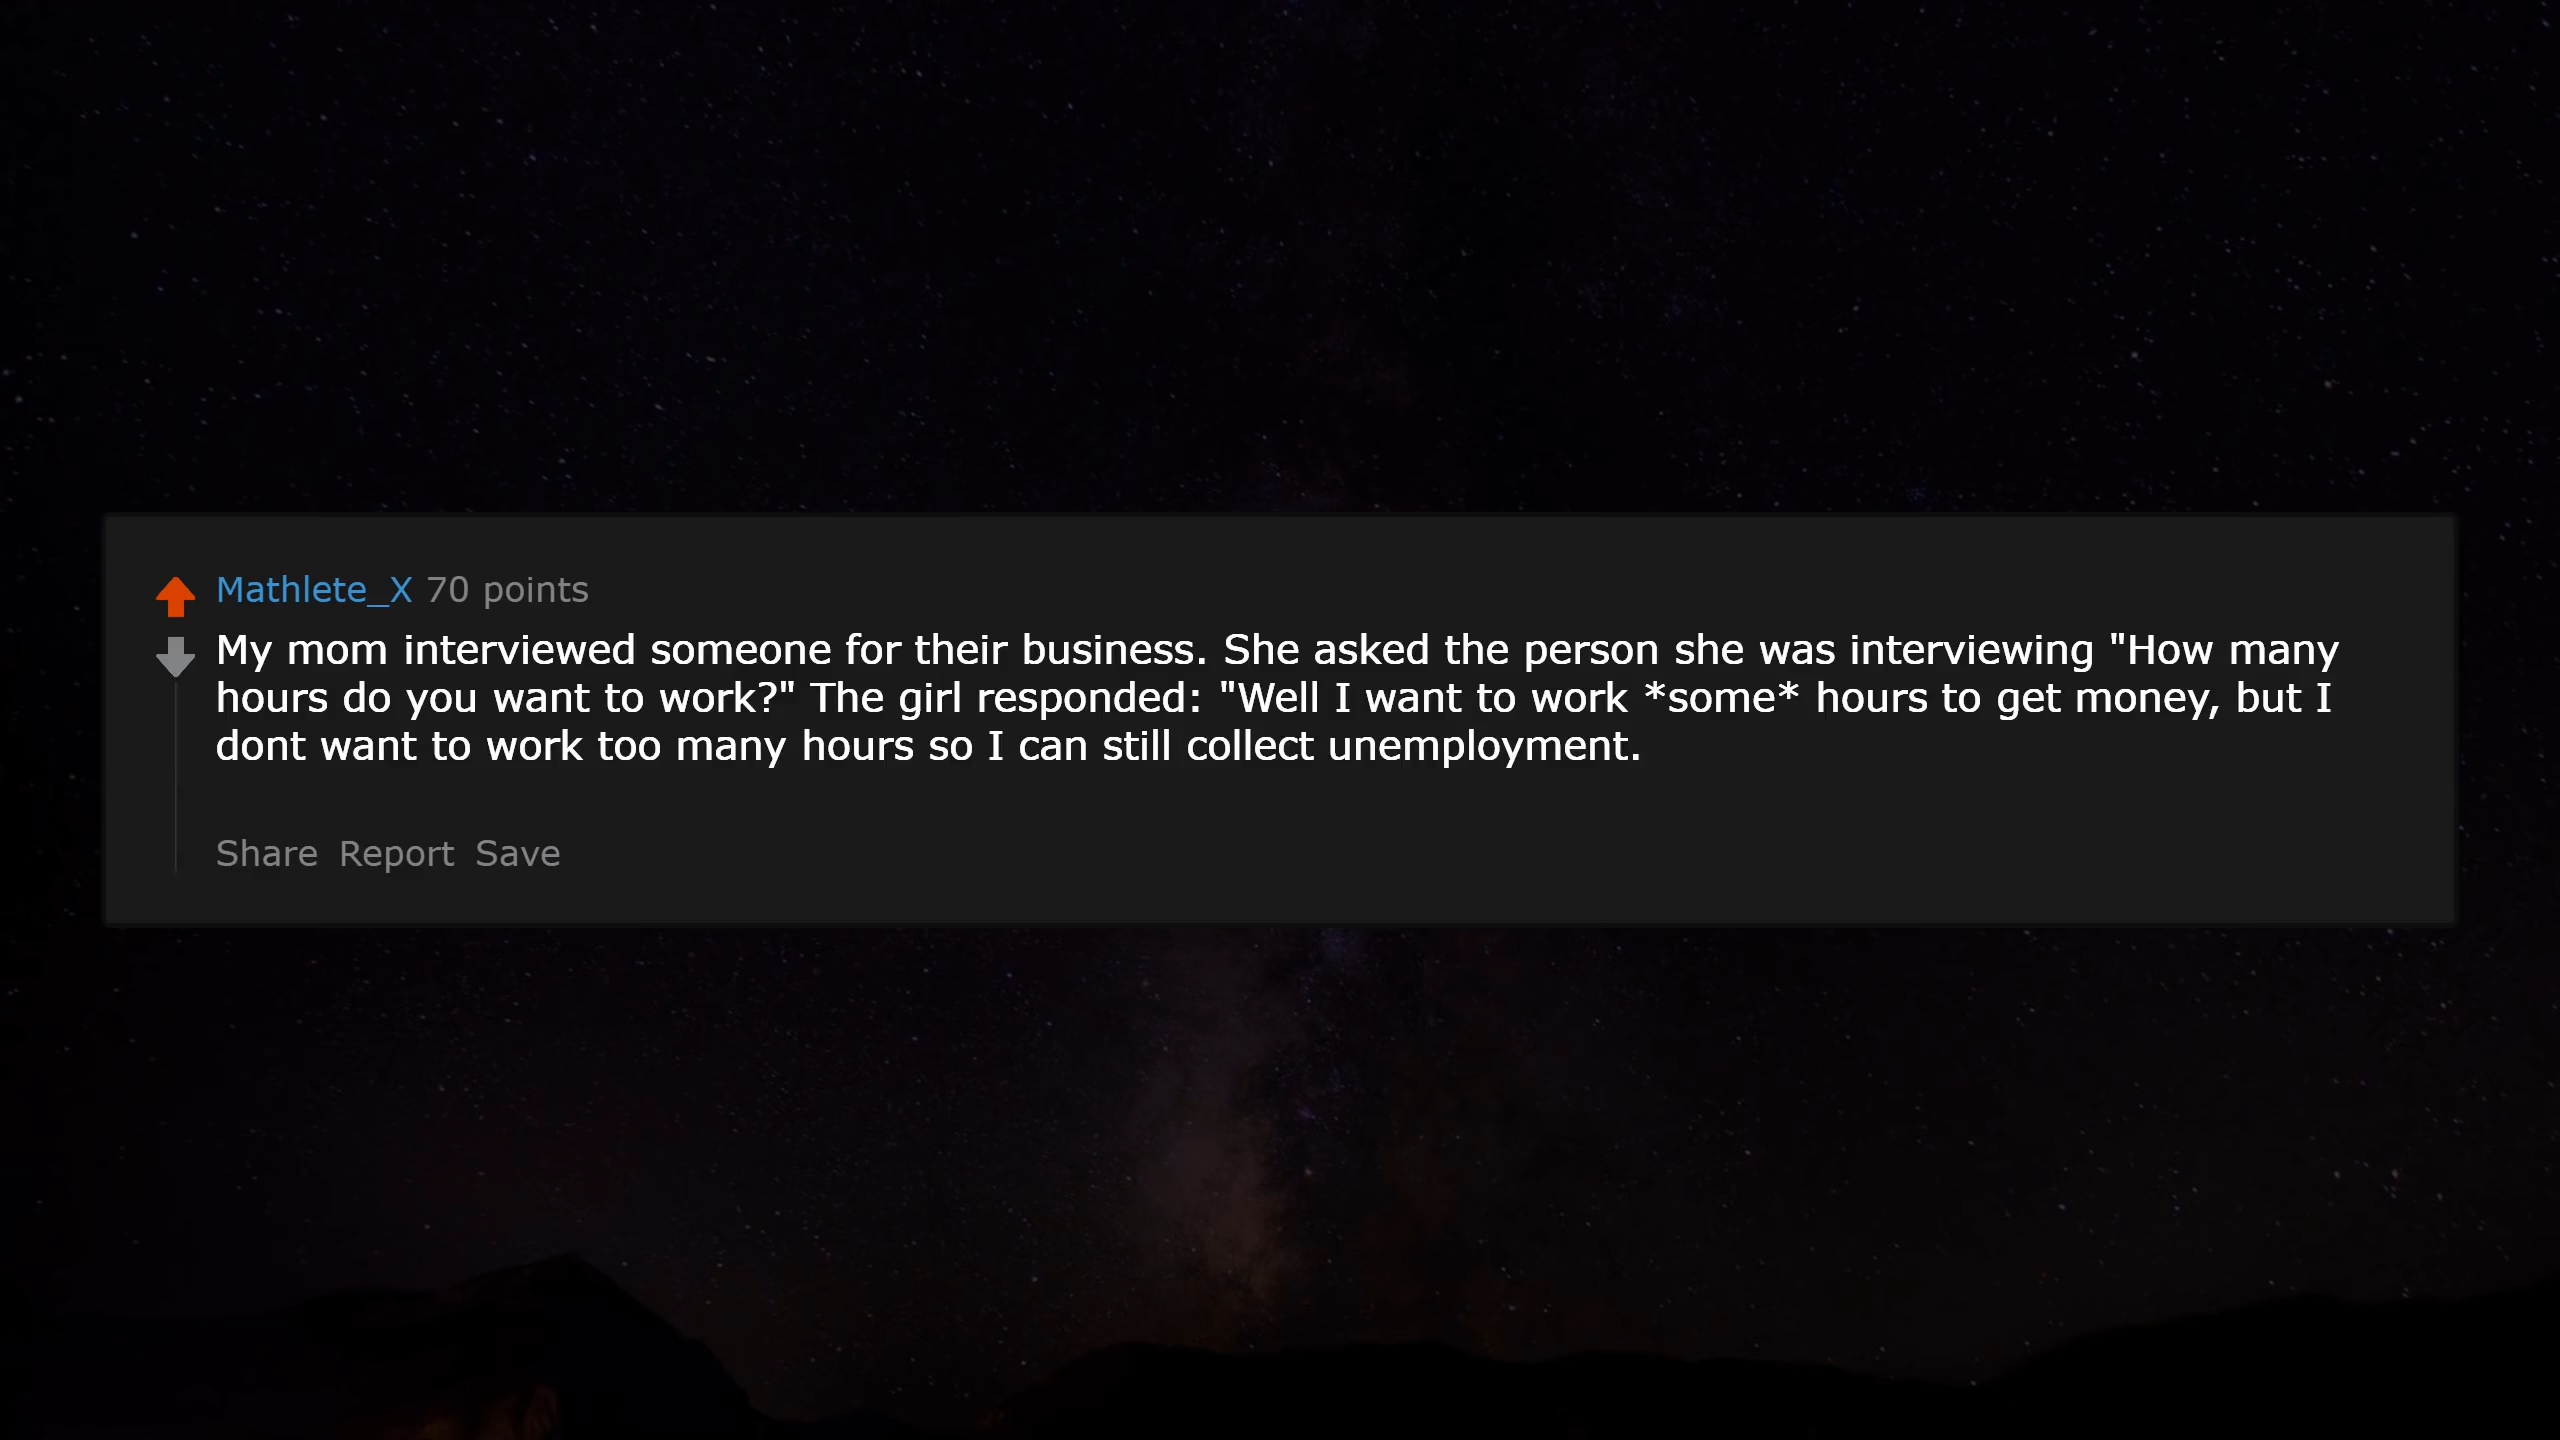 Mathlete_X 70 points
My mom interviewed someone for their business. She asked the person she was interviewing "How many
hours do you want to work?" The girl responded: "Well I want to work *some* hours to get money, but I
dont want to work too many hours so I can still collect unemployment.
Share Report Save